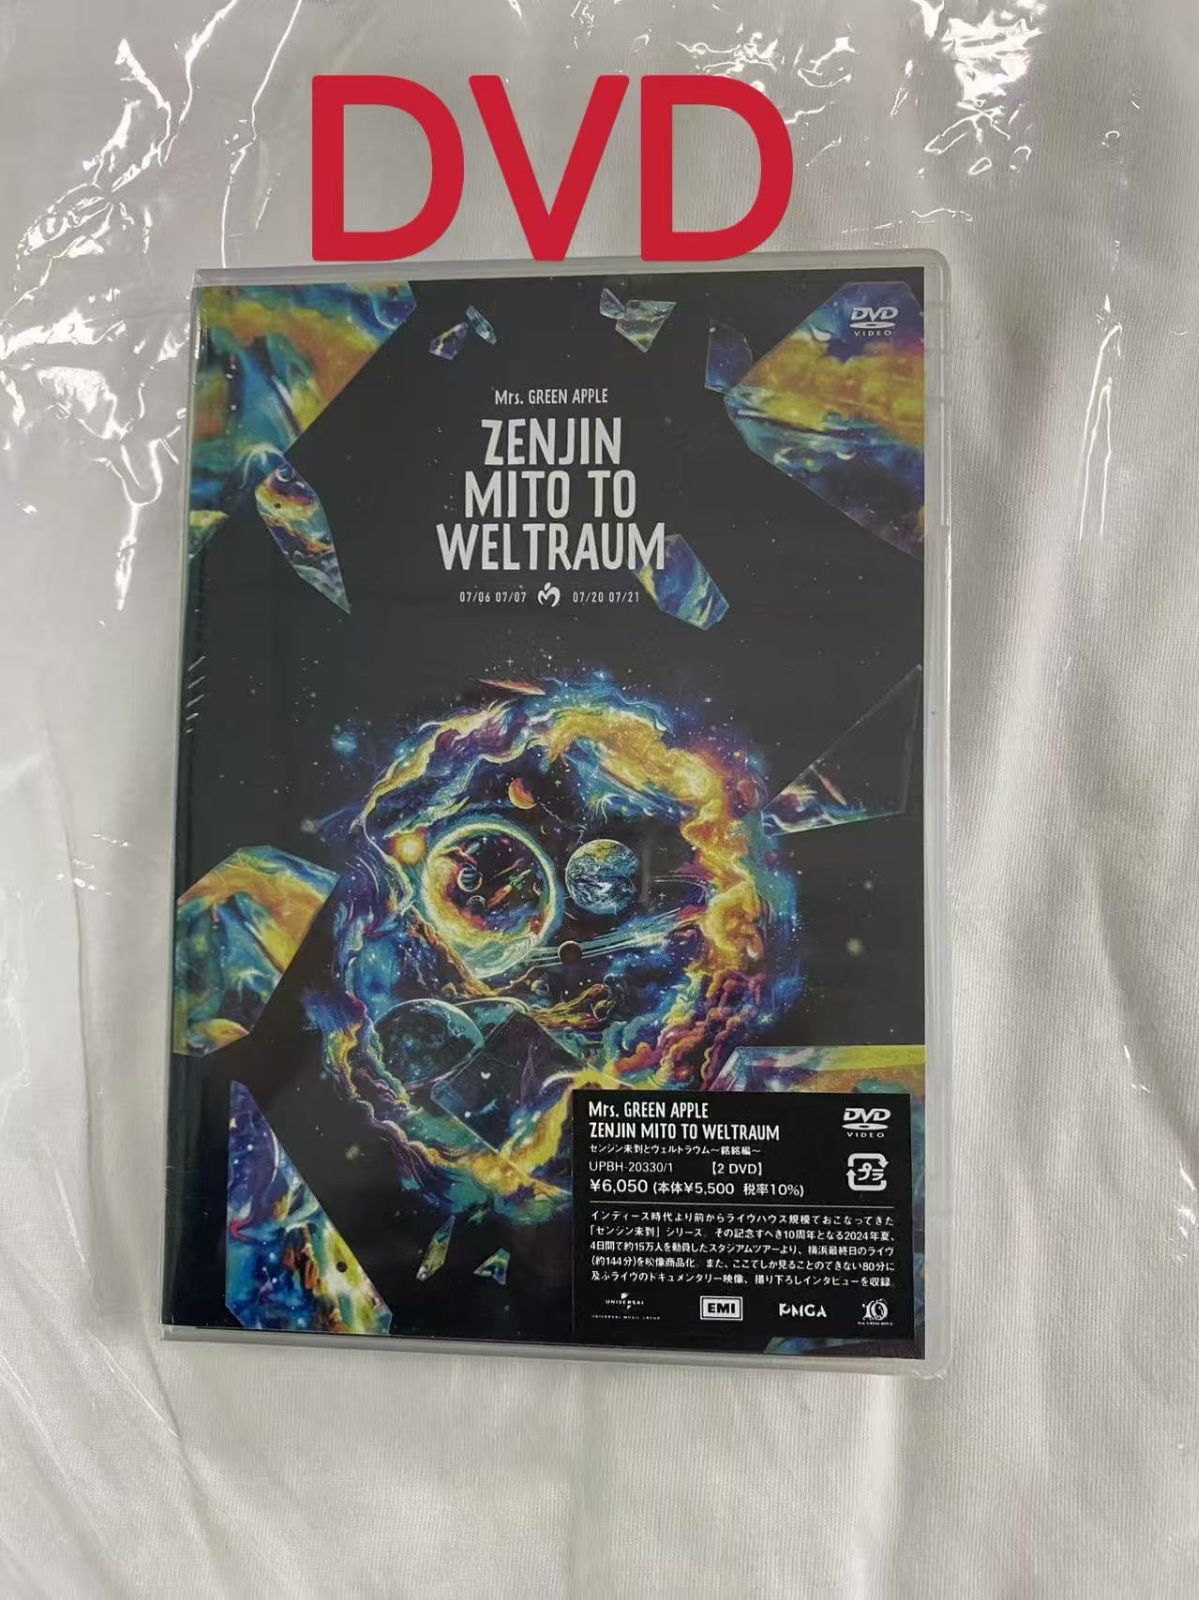 DVD
DVD
VIDEO
Mrs. GREEN APPLE
ZENJIN
MITO TO
WELTRAUM
07/06 07/07 07/20 07/21
Mrs. GREEN APPLE
ZENJIN MITO TO WELTRAUM
DVD
VIDEO
ゼンジン未到とヴェルトラウム〜銘銘編〜
UPBH-20330/1 【2 DVD】
¥6,050 (本体¥5,500 税率10%)
プラ
インディーズ時代より前からライヴハウス規模でおこなってきた
「ゼンジン未到」シリーズ。その記念すべき10周年となる2024年夏、
4日間で約15万人を動員したスタジアムツアーより、横浜最終日のライヴ
(約144分)を映像商品化。また、ここでしか見ることのできない80分に
及ぶライヴのドキュメンタリー映像、撮り下ろしインタビューを収録。
UNIVERSAL
UNIVERSAL MUSIC JAPAN
EMI
PMGA